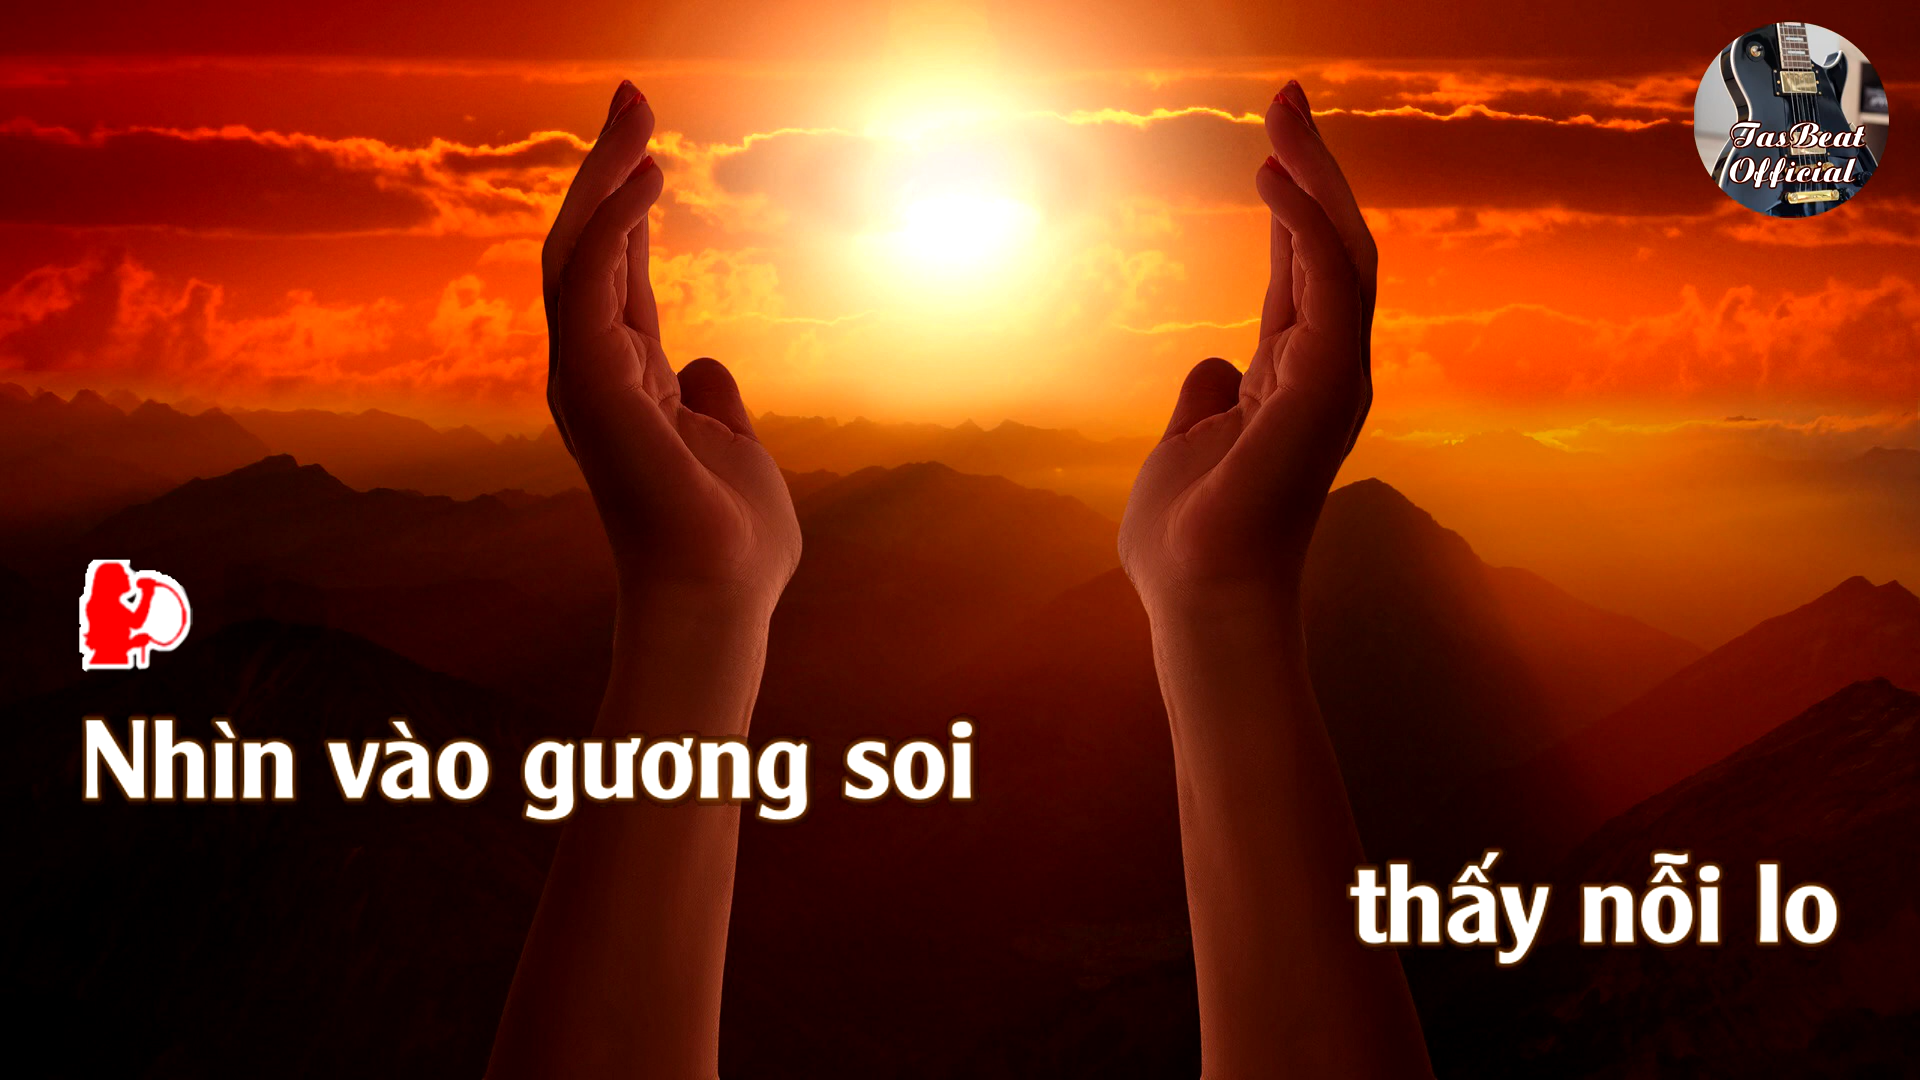 TasBeat
Official
Nhìn vào gương soi
thấy nỗi lo